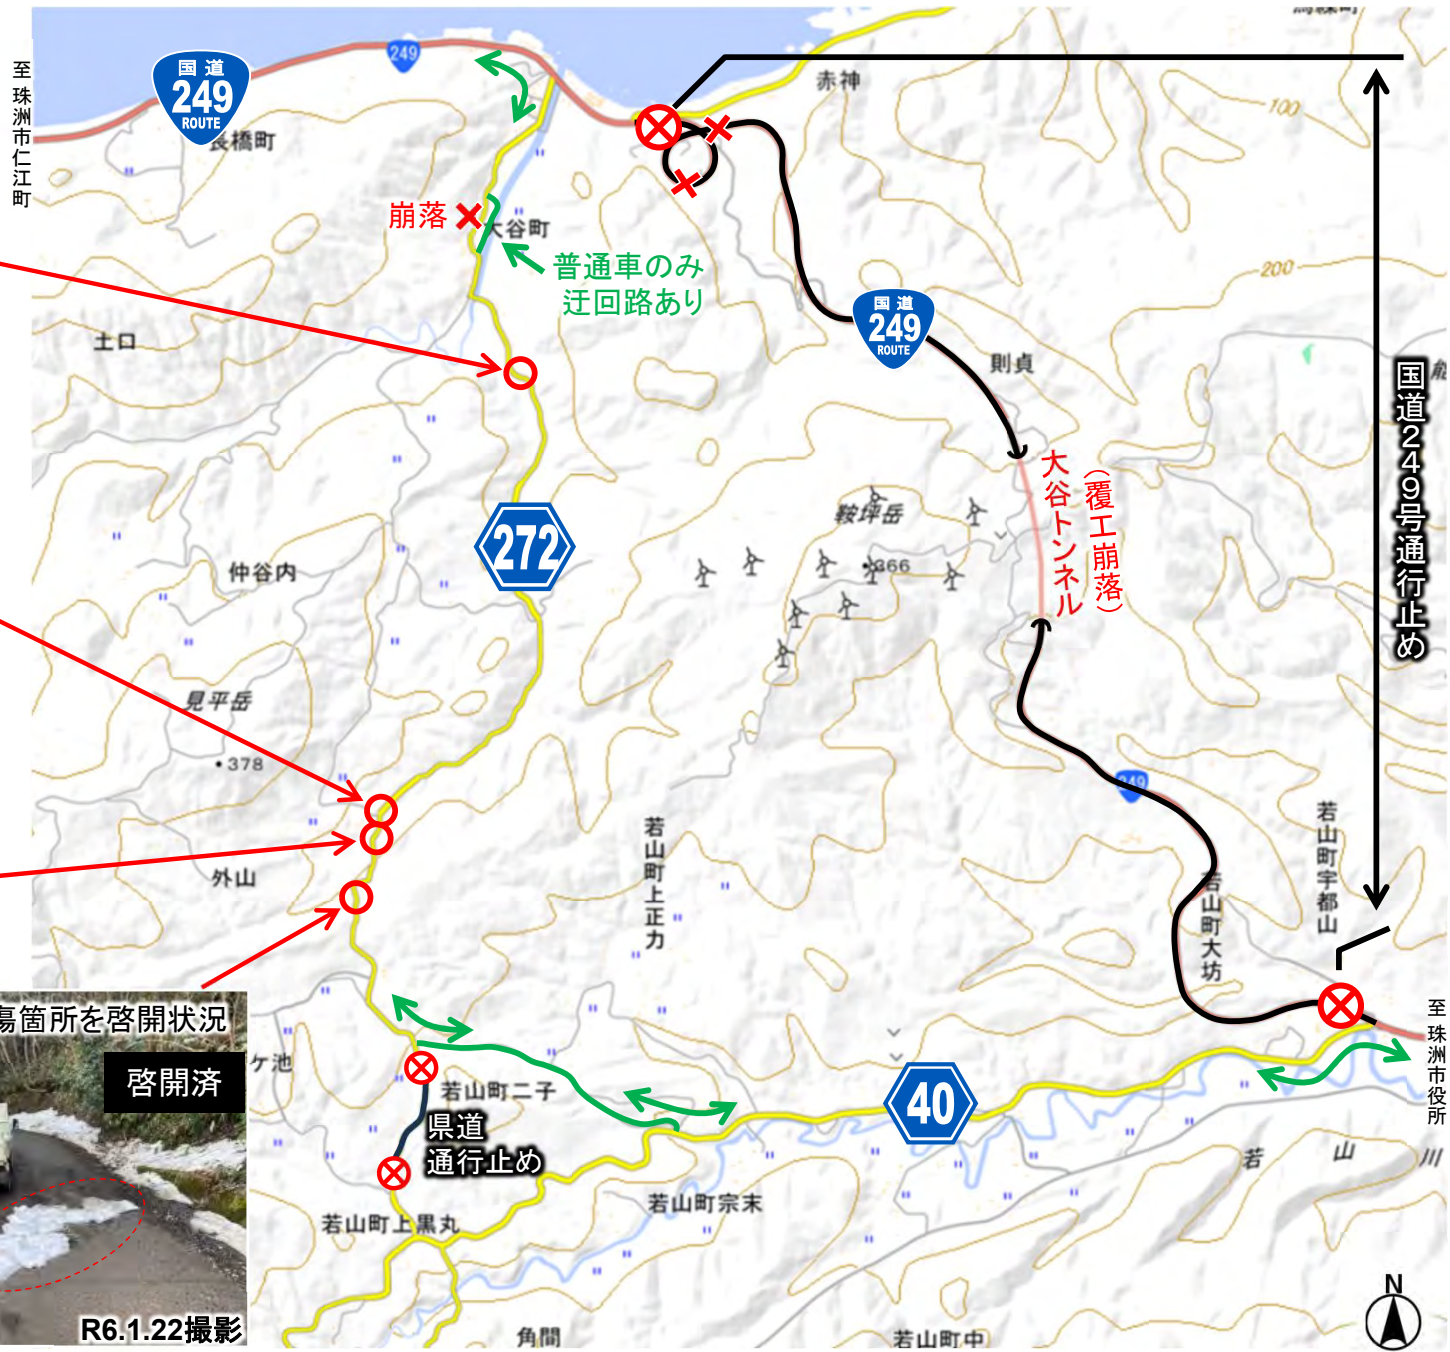 至 珠洲市仁江町
国道
249
ROUTE
249
長橋町
赤神
100
崩落
大谷町
普通車のみ
迂回路あり
200
土口
国道
249
ROUTE
則貞
国道249号通行止め
大谷トンネル
(覆工崩落)
鞍坪岳
366
272
仲谷内
見平岳
378
249
外山
若山町上正力
若山町宇都山
若山町大坊
箇所を啓開状況
啓開済
R6.1.22撮影
ケ池
若山町二子
県道
通行止め
40
至 珠洲市役所
若山川
若山町宗末
若山町上黒丸
角間
若山町中
N